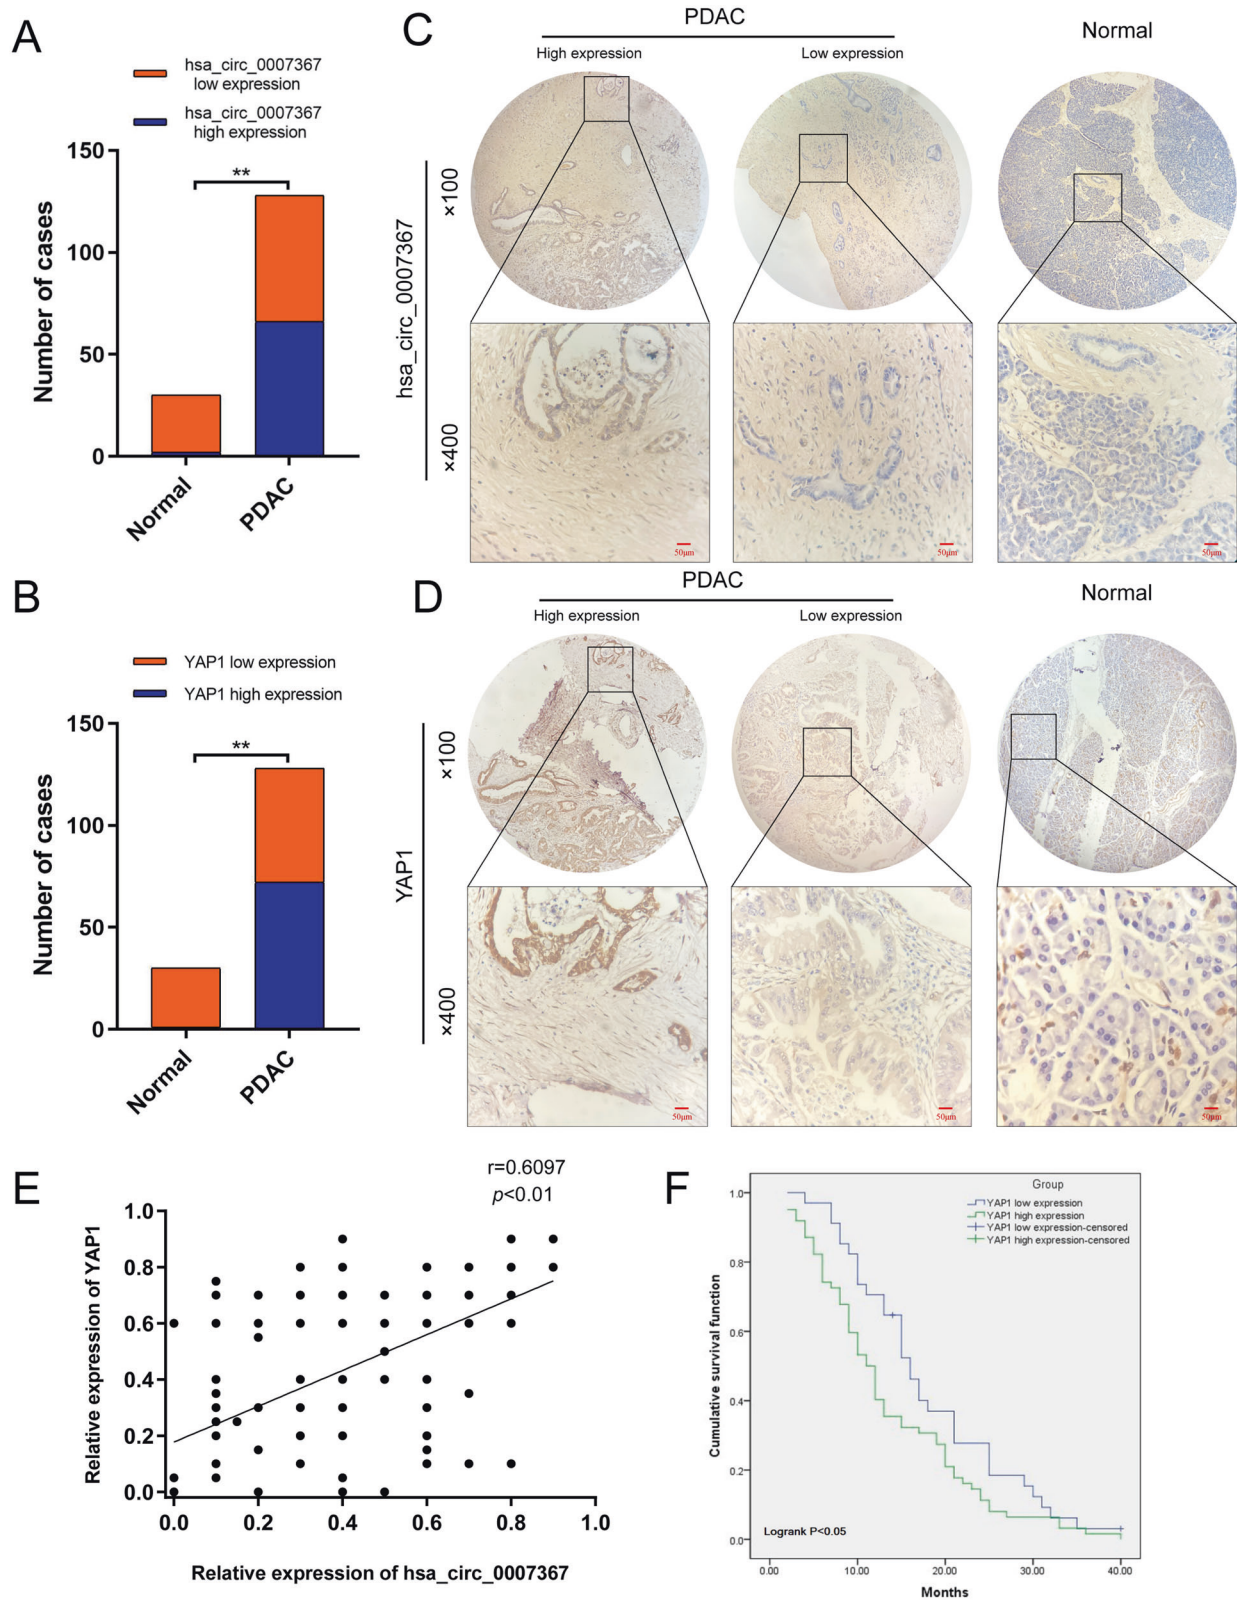 A
hsa_circ_0007367
low expression
hsa_circ_0007367
high expression
150
100
50
0
**
Number of cases
Normal
PDAC
C
PDAC
High expression
Low expression
Normal
hsa_circ_0007367
×100
×400
50μm
50μm
50μm
B
YAP1 low expression
YAP1 high expression
150
100
50
0
**
Number of cases
Normal
PDAC
D
PDAC
High expression
Low expression
Normal
YAP1
×100
×400
50μm
50μm
50μm
E
r=0.6097
p<0.01
Relative expression of YAP1
1.0
0.8
0.6
0.4
0.2
0.0
0.0 0.2 0.4 0.6 0.8 1.0
Relative expression of hsa_circ_0007367
F
Group
YAP1 low expression
YAP1 high expression
YAP1 low expression-censored
YAP1 high expression-censored
Cumulative survival function
1.0
0.8
0.6
0.4
0.2
0.0
Logrank P<0.05
0.00 10.00 20.00 30.00 40.00
Months